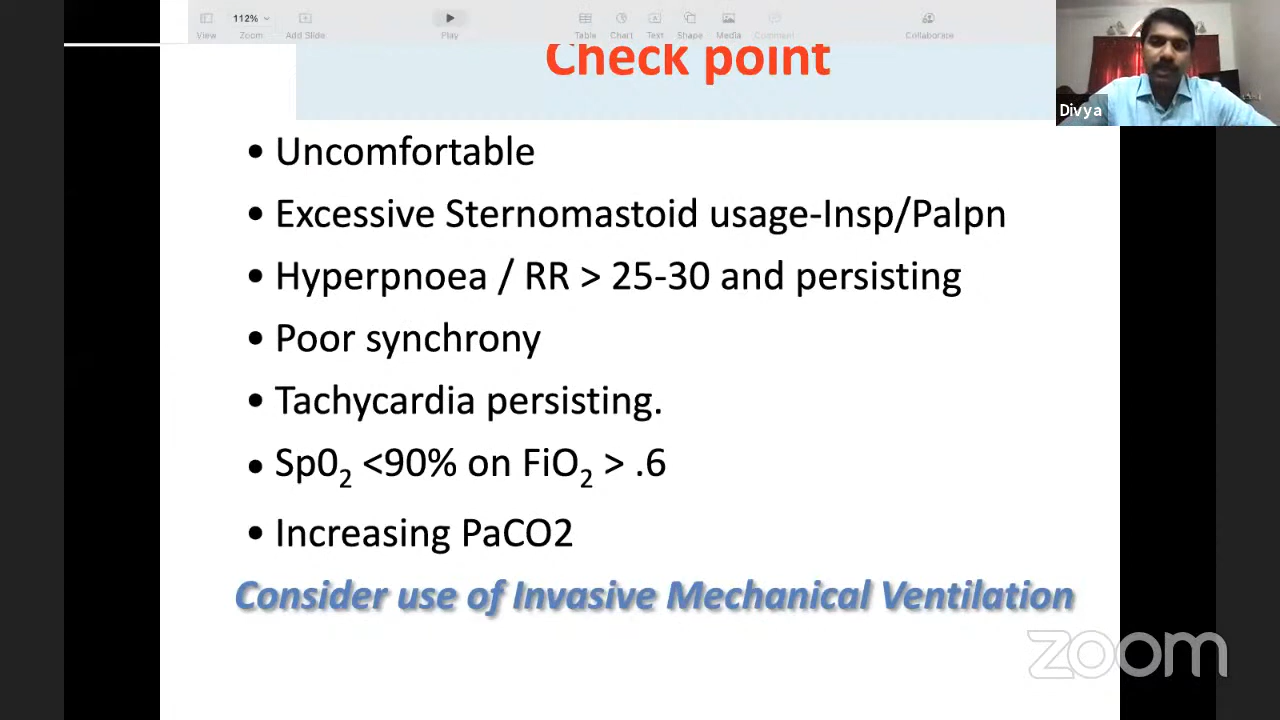 112%
View
Zoom
Add Slide
Play
Table
Chart
Text
Shape
Media
Comment
Collaborate
Check point
Divya
• Uncomfortable
• Excessive Sternomastoid usage-Insp/Palpn
• Hyperpnoea / RR > 25-30 and persisting
• Poor synchrony
• Tachycardia persisting.
• Sp0₂ <90% on FiO₂ > .6
• Increasing PaCO2
Consider use of Invasive Mechanical Ventilation
zoom